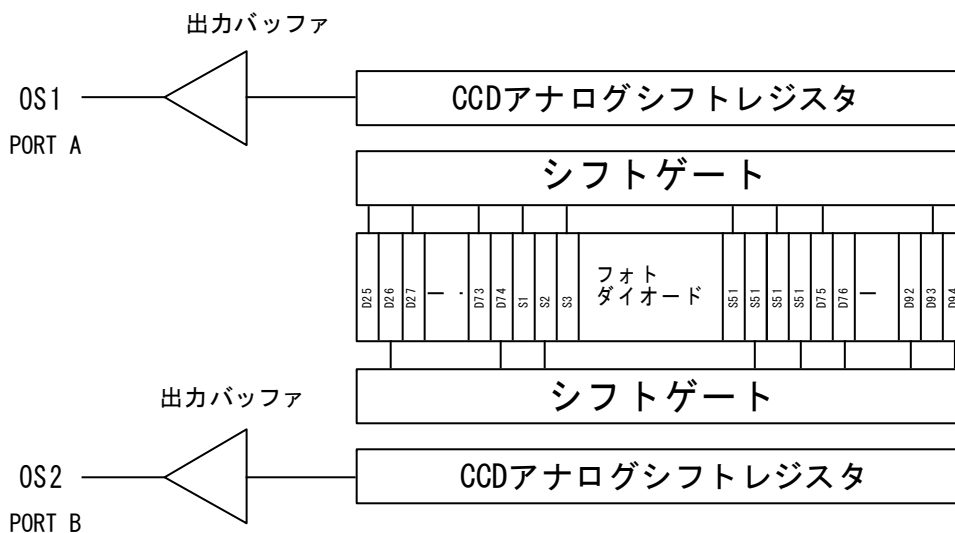 出力バッファ
OS1
CCDアナログシフトレジスタ
PORT A
シフトゲート
D25
D26
D27
D73
D74
S1
S2
S3
フォト
ダイオード
S51
S51
S51
S51
D75
D76
D92
D93
D94
シフトゲート
出力バッファ
OS2
CCDアナログシフトレジスタ
PORT B